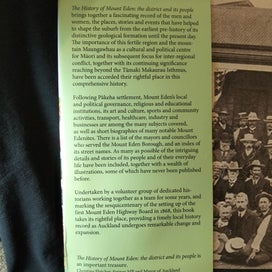 The History of Mount Eden: the district and its people
brings together a fascinating record of the men and
women, the places, stories and events that have helped
to shape the suburb from the earliest pre-history of its
distinctive geological formation until the present day.
The importance of this fertile region and the moun-
tain Maungawhau as a cultural and spiritual context
for Māori and its subsequent focus for inter regional
conflict, together with its continuing significance
reaching beyond the Tāmaki Makaurau isthmus,
have been accorded their rightful place in this
comprehensive history.
Following Pākeha settlement, Mount Eden's local
and political governance, religious and educational
institutions, its art and culture, sports and community
activities, transport, healthcare, industry and
businesses are among the many subjects covered, as
well as short biographies of many notable Mount
Edenites. There is a list of the mayors and councillors
who served the Mount Eden Borough, and an index of
its street names. As many as possible of the intriguing
details and stories of its people and their everyday
life have been included, together with a wealth of
illustrations, some of which have never been published
before.
Undertaken by a volunteer group of dedicated his-
torians working together as a team for some years, and
marking the sesquicentenary of the setting up of the
first Mount Eden Highway Board in 1868, this book
takes its rightful place, providing a timely local history
record as Auckland undergoes remarkable change and
expansion.
The History of Mount Eden: the district and its people is
an important treasure.